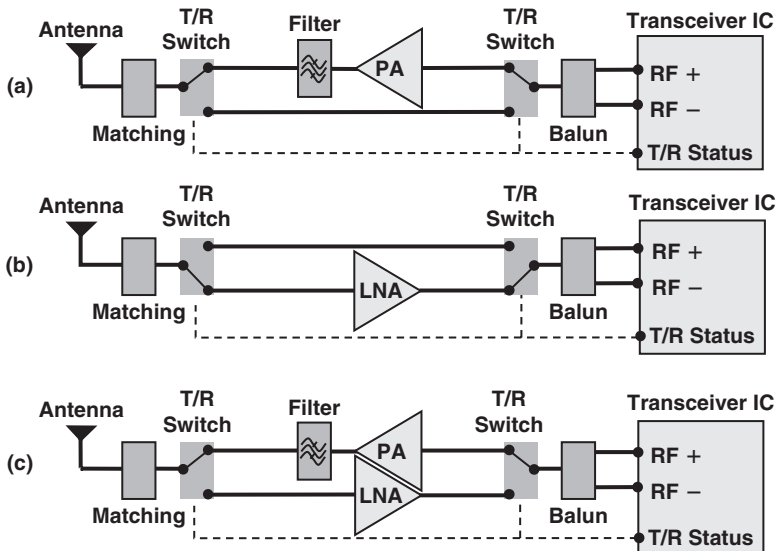 Antenna
T/R
Switch
Filter
T/R
Switch
Transceiver IC
(a)
PA
RF +
RF −
Matching
Balun
T/R Status
Antenna
T/R
Switch
T/R
Switch
Transceiver IC
(b)
LNA
RF +
RF −
Matching
Balun
T/R Status
Antenna
T/R
Switch
Filter
T/R
Switch
Transceiver IC
(c)
PA
LNA
RF +
RF −
Matching
Balun
T/R Status